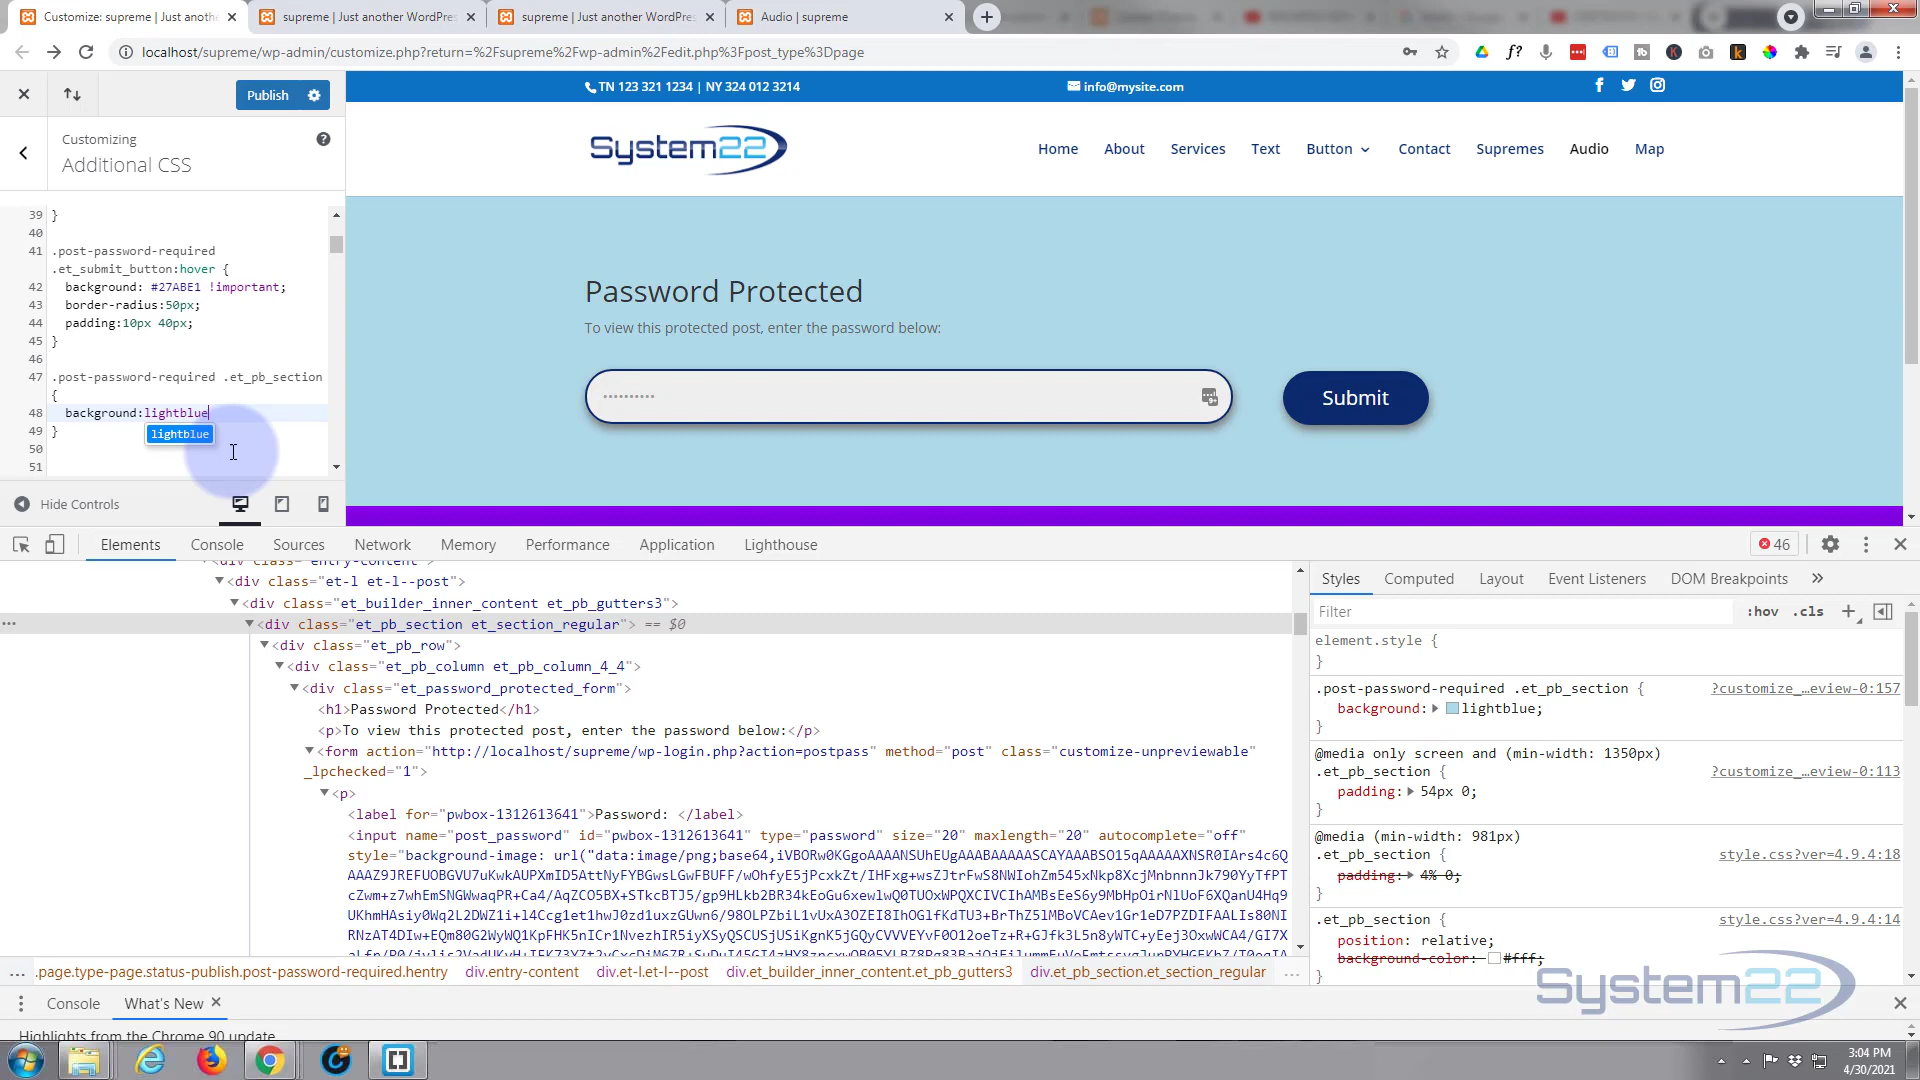 Customize: supreme | Just anoth
supreme | Just another WordPre
supreme | Just another WordPre
Audio | supreme
localhost/supreme/wp-admin/customize.php?return=%2Fsupreme%2Fwp-admin%2Fedit.php%3Fpost_type%3Dpage
Publish
Customizing
Additional CSS
39 }
40
41 .post-password-required
.et_submit_button:hover {
42 background: #27ABE1 !important;
43 border-radius:50px;
44 padding:10px 40px;
45 }
46
47 .post-password-required .et_pb_section
{
48 background:lightblue
lightblue
49 }
50
51
Hide Controls
TN 123 321 1234 | NY 324 012 3214
info@mysite.com
System22
Home About Services Text Button Contact Supremes Audio Map
Password Protected
To view this protected post, enter the password below:
Submit
Elements Console Sources Network Memory Performance Application Lighthouse
46
<div class="et-l et-l--post">
<div class="et_builder_inner_content et_pb_gutters3">
<div class="et_pb_section et_section_regular"> == $0
<div class="et_pb_row">
<div class="et_pb_column et_pb_column_4_4">
<div class="et_password_protected_form">
<h1>Password Protected</h1>
<p>To view this protected post, enter the password below:</p>
<form action="http://localhost/supreme/wp-login.php?action=postpass" method="post" class="customize-unpreviewable"
_lpchecked="1">
<p>
<label for="pwbox-1312613641">Password: </label>
<input name="post_password" id="pwbox-1312613641" type="password" size="20" maxlength="20" autocomplete="off"
style="background-image: url("data:image/png;base64,
... .page.type-page.status-publish.post-password-required.hentry div.entry-content div.et-l.et-l--post div.et_builder_inner_content.et_pb_gutters3 div.et_pb_section.et_section_regular ...
Styles Computed Layout Event Listeners DOM Breakpoints
Filter
:hov .cls
element.style {
}
.post-password-required .et_pb_section {
?customize_…eview-0:157
background: lightblue;
}
@media only screen and (min-width: 1350px)
.et_pb_section {
?customize_…eview-0:113
padding: 54px 0;
}
@media (min-width: 981px)
.et_pb_section {
style.css?ver=4.9.4:18
padding: 4% 0;
}
.et_pb_section {
style.css?ver=4.9.4:14
position: relative;
background-color: #fff;
}
System22
Console What's New
Highlights from the Chrome 90 update
3:04 PM
4/30/2021